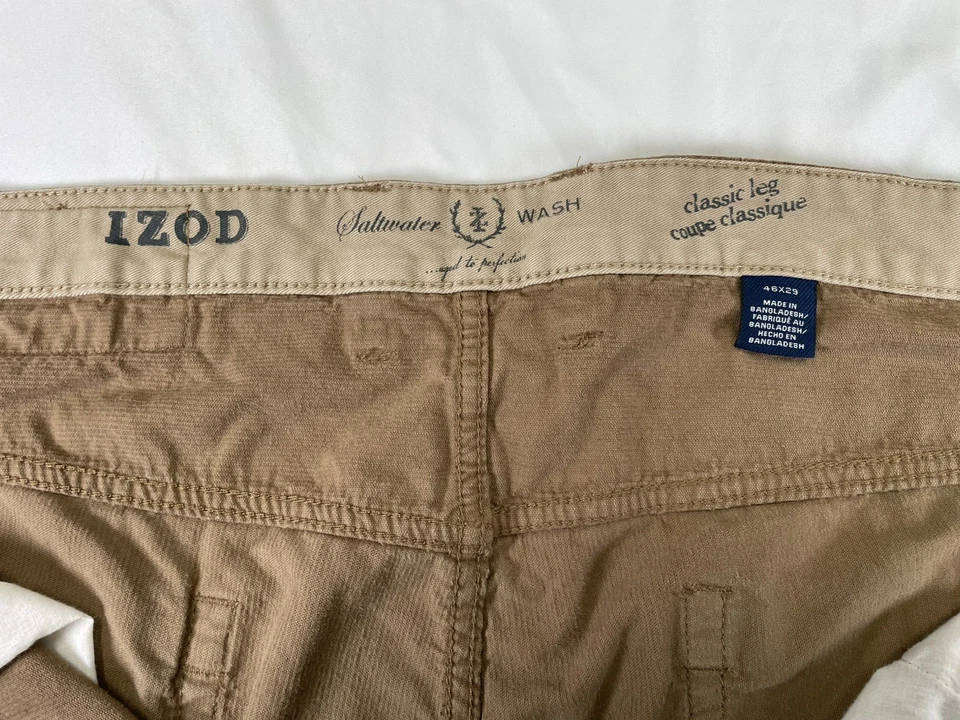 IZOD
Saltwater IZ WASH
...aged to perfection
classic leg
coupe classique
46X29
MADE IN
BANGLADESH/
FABRIQUÉ AU
BANGLADESH/
HECHO EN
BANGLADESH